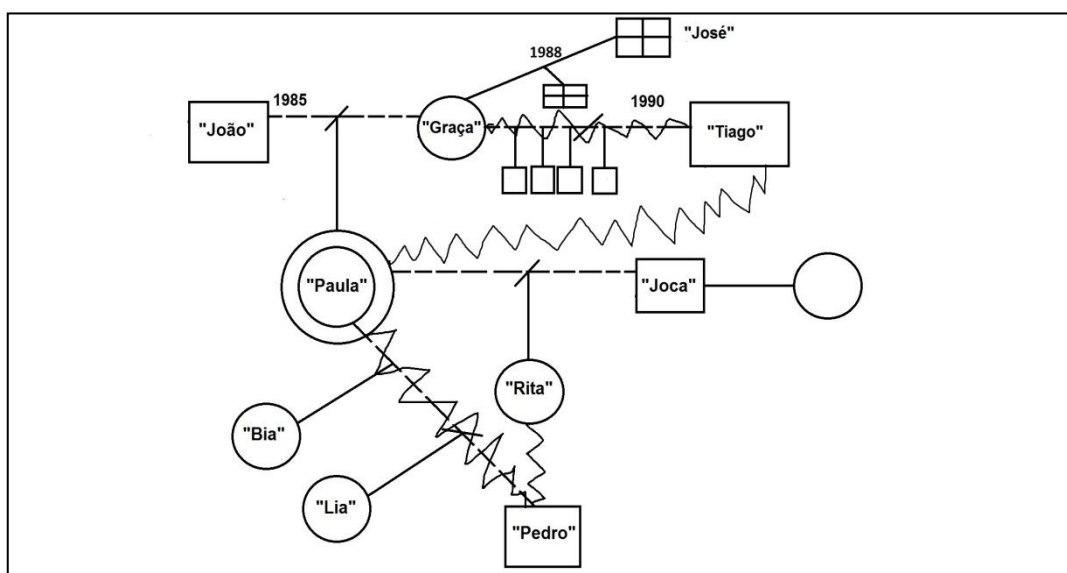 "José"
1988
1985
1990
"João"
"Graça"
"Tiago"
"Paula"
"Joca"
"Rita"
"Bia"
"Lia"
"Pedro"